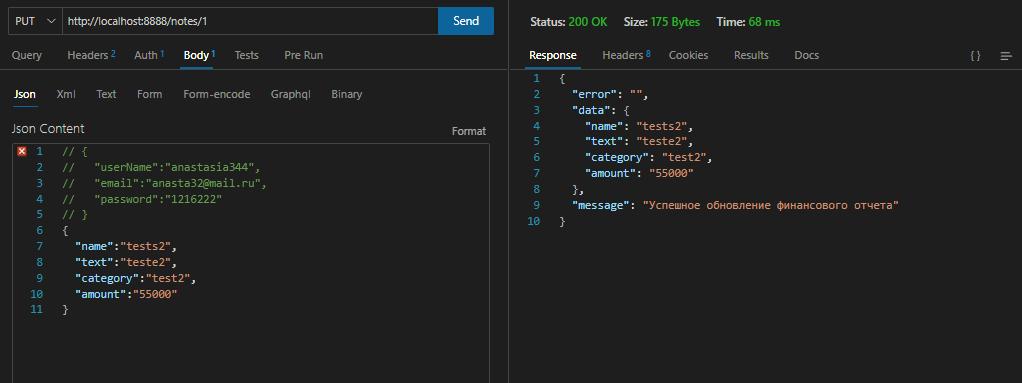 PUT http://localhost:8888/notes/1 Send
Query Headers 2 Auth 1 Body 1 Tests Pre Run
Json Xml Text Form Form-encode Graphql Binary
Json Content Format
1 // {
2 //   "userName":"anastasia344",
3 //   "email":"anasta32@mail.ru",
4 //   "password":"1216222"
5 // }
6 {
7   "name":"tests2",
8   "text":"teste2",
9   "category":"test2",
10   "amount":"55000"
11 }
Status: 200 OK Size: 175 Bytes Time: 68 ms
Response Headers 8 Cookies Results Docs { }
1 {
2   "error": "",
3   "data": {
4     "name": "tests2",
5     "text": "teste2",
6     "category": "test2",
7     "amount": "55000"
8   },
9   "message": "Успешное обновление финансового отчета"
10 }